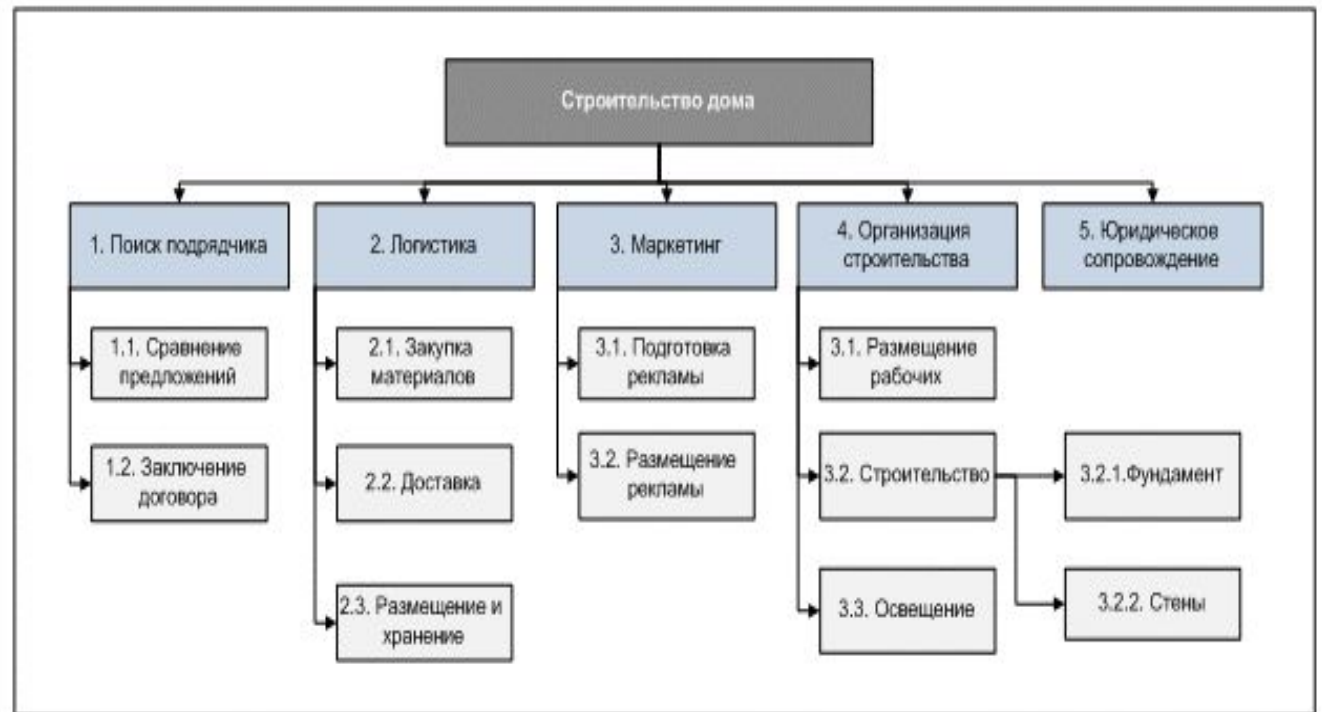 Строительство дома
1. Поиск подрядчика
2. Логистика
3. Маркетинг
4. Организация
строительства
5. Юридическое
сопровождение
1.1. Сравнение
предложений
2.1. Закупка
материалов
3.1. Подготовка
рекламы
3.1. Размещение
рабочих
1.2. Заключение
договора
2.2. Доставка
3.2. Размещение
рекламы
3.2. Строительство
3.2.1.Фундамент
2.3. Размещение и
хранение
3.3. Освещение
3.2.2. Стены